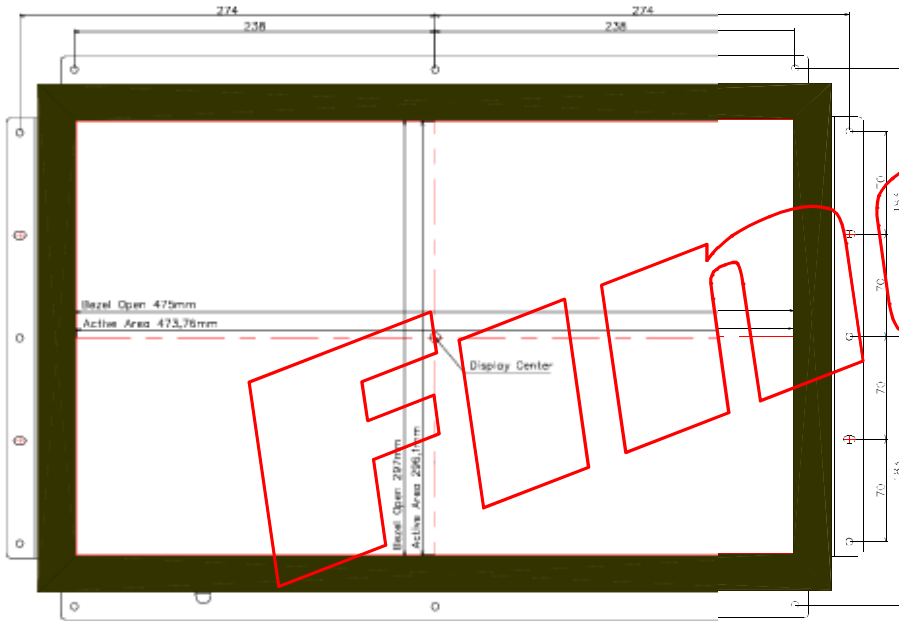 274
274
238
238
70
Bezel Open 475mm
70
Active Area 473,76mm
Display Center
70
70
Bezel Open 297mm
Active Area 296,1mm